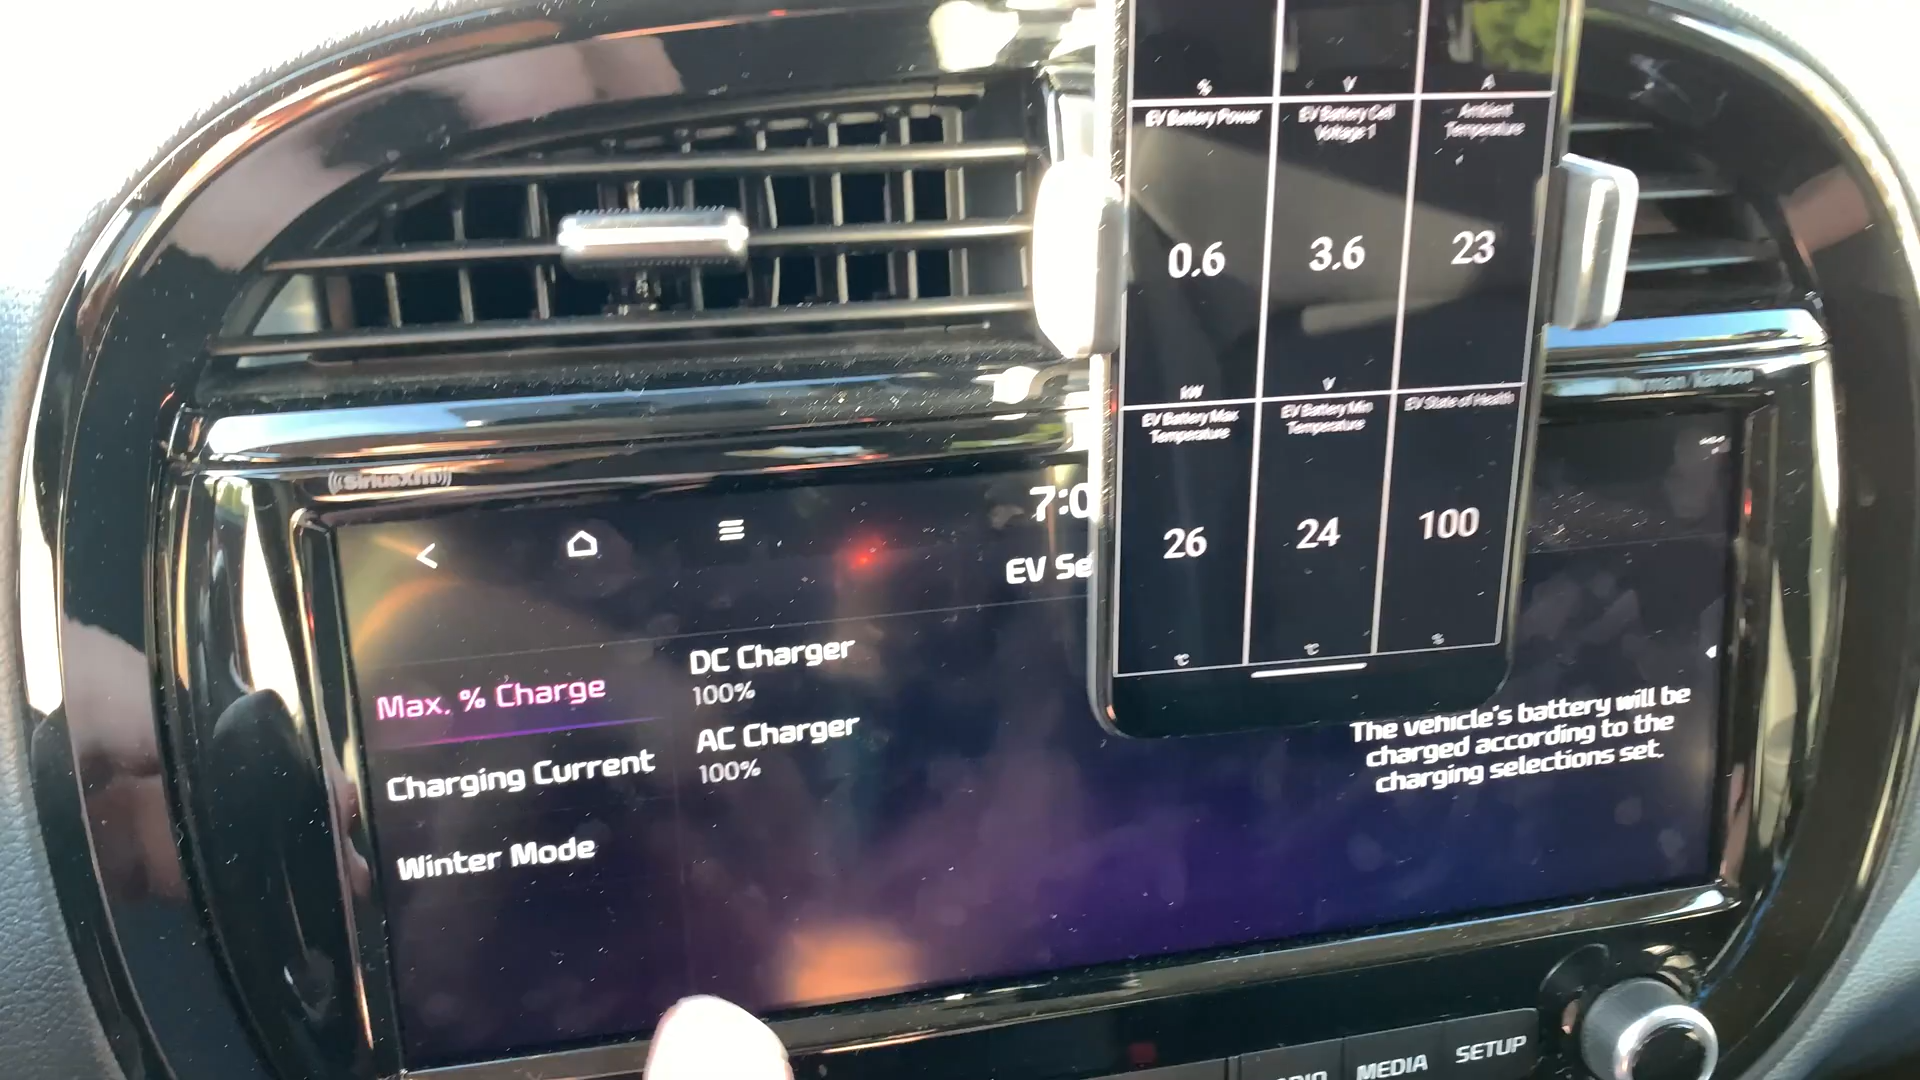 % V A
EV Battery Power
EV Battery Cell
Voltage 1
Ambient
Temperature
0.6 3.6 23
kW V
EV Battery Max
Temperature
EV Battery Min
Temperature
EV State of Health
26 24 100
℃ ℃ %
harman/kardon
((SiriusXM))
7:0
EV Se
Max. % Charge
Charging Current
Winter Mode
DC Charger
100%
AC Charger
100%
The vehicle's battery will be
charged according to the
charging selections set.
MEDIA
SETUP